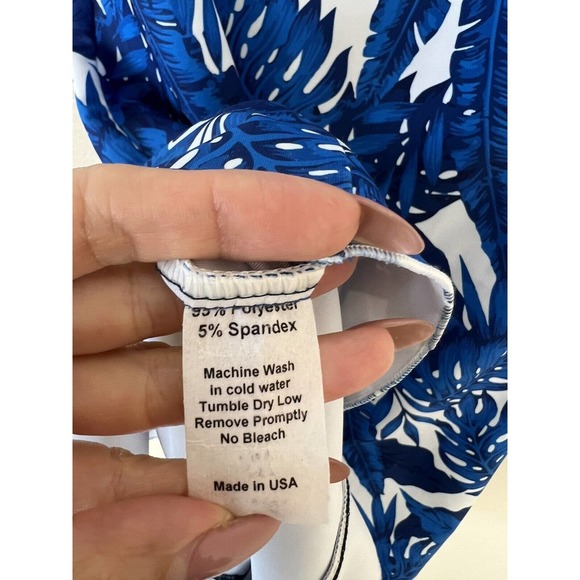 95% Polyester
5% Spandex
Machine Wash
in cold water
Tumble Dry Low
Remove Promptly
No Bleach
Made in USA